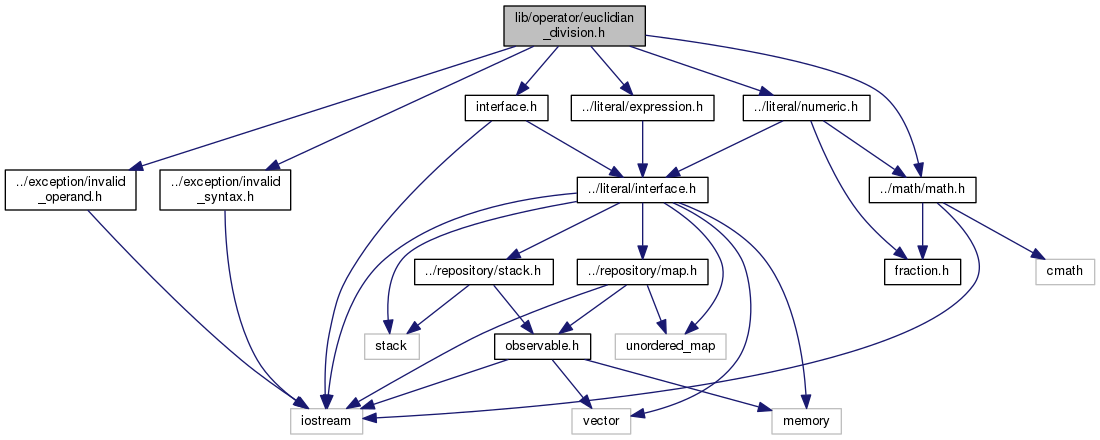 lib/operator/euclidian
_division.h
interface.h
../literal/expression.h
../literal/numeric.h
../exception/invalid
_operand.h
../exception/invalid
_syntax.h
../literal/interface.h
../math/math.h
../repository/stack.h
../repository/map.h
fraction.h
cmath
stack
observable.h
unordered_map
iostream
vector
memory